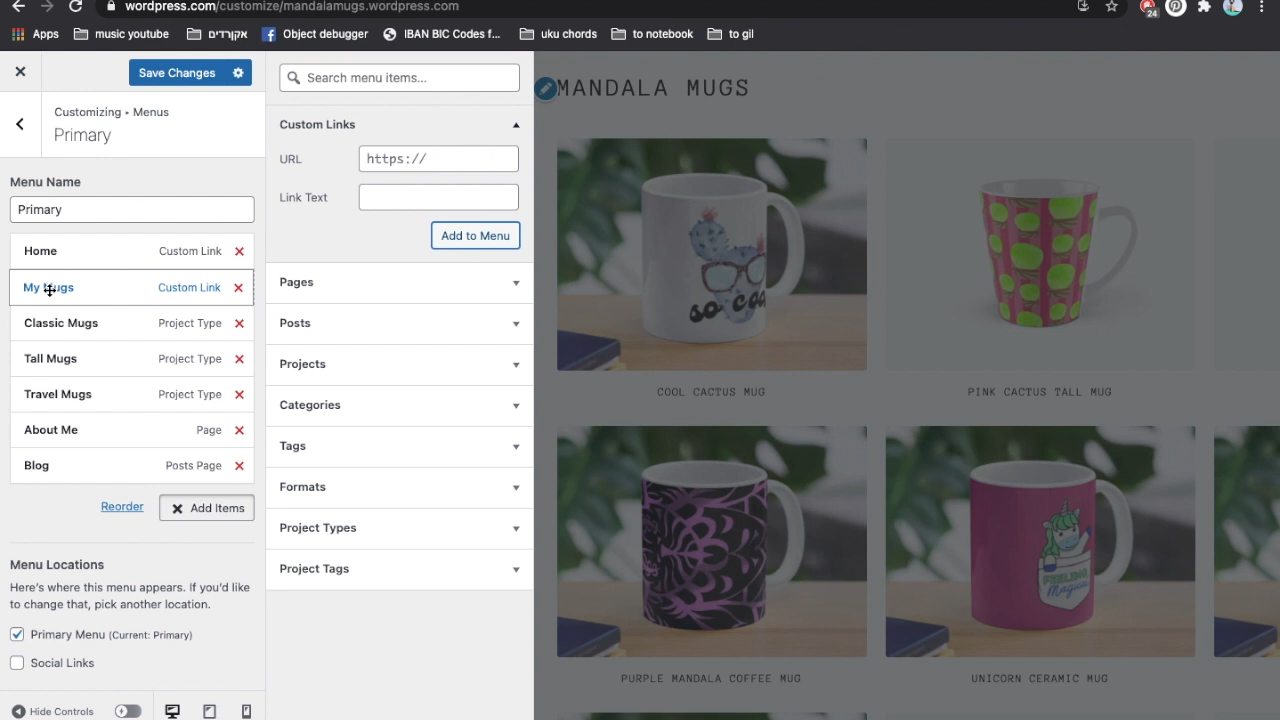 wordpress.com/customize/mandalamugs.wordpress.com
24
Apps music youtube אקורדים Object debugger IBAN BIC Codes f... uku chords to notebook to gil
Save Changes
Customizing • Menus
Primary
Menu Name
Primary
Home Custom Link
My Mugs Custom Link
Classic Mugs Project Type
Tall Mugs Project Type
Travel Mugs Project Type
About Me Page
Blog Posts Page
Reorder Add Items
Menu Locations
Here's where this menu appears. If you'd like
to change that, pick another location.
Primary Menu (Current: Primary)
Social Links
Hide Controls
Search menu items...
Custom Links
URL https://
Link Text
Add to Menu
Pages
Posts
Projects
Categories
Tags
Formats
Project Types
Project Tags
MANDALA MUGS
so cool
COOL CACTUS MUG
PINK CACTUS TALL MUG
FEELING
Magical
PURPLE MANDALA COFFEE MUG
UNICORN CERAMIC MUG